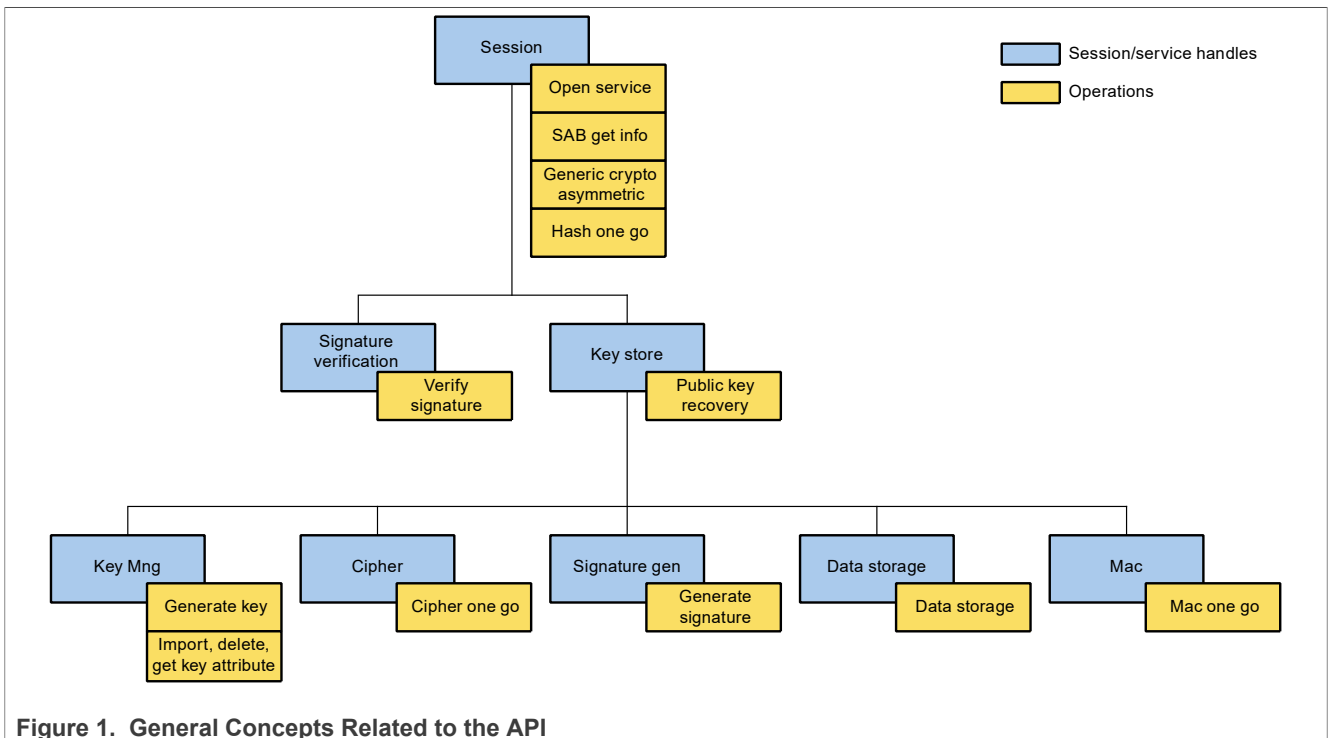 Session
Session/service handles
Open service
Operations
SAB get info
Generic crypto
asymmetric
Hash one go
Signature
verification
Key store
Verify
signature
Public key
recovery
Key Mng
Cipher
Signature gen
Data storage
Mac
Generate key
Cipher one go
Generate
signature
Data storage
Mac one go
Import, delete,
get key attribute
Figure 1. General Concepts Related to the API